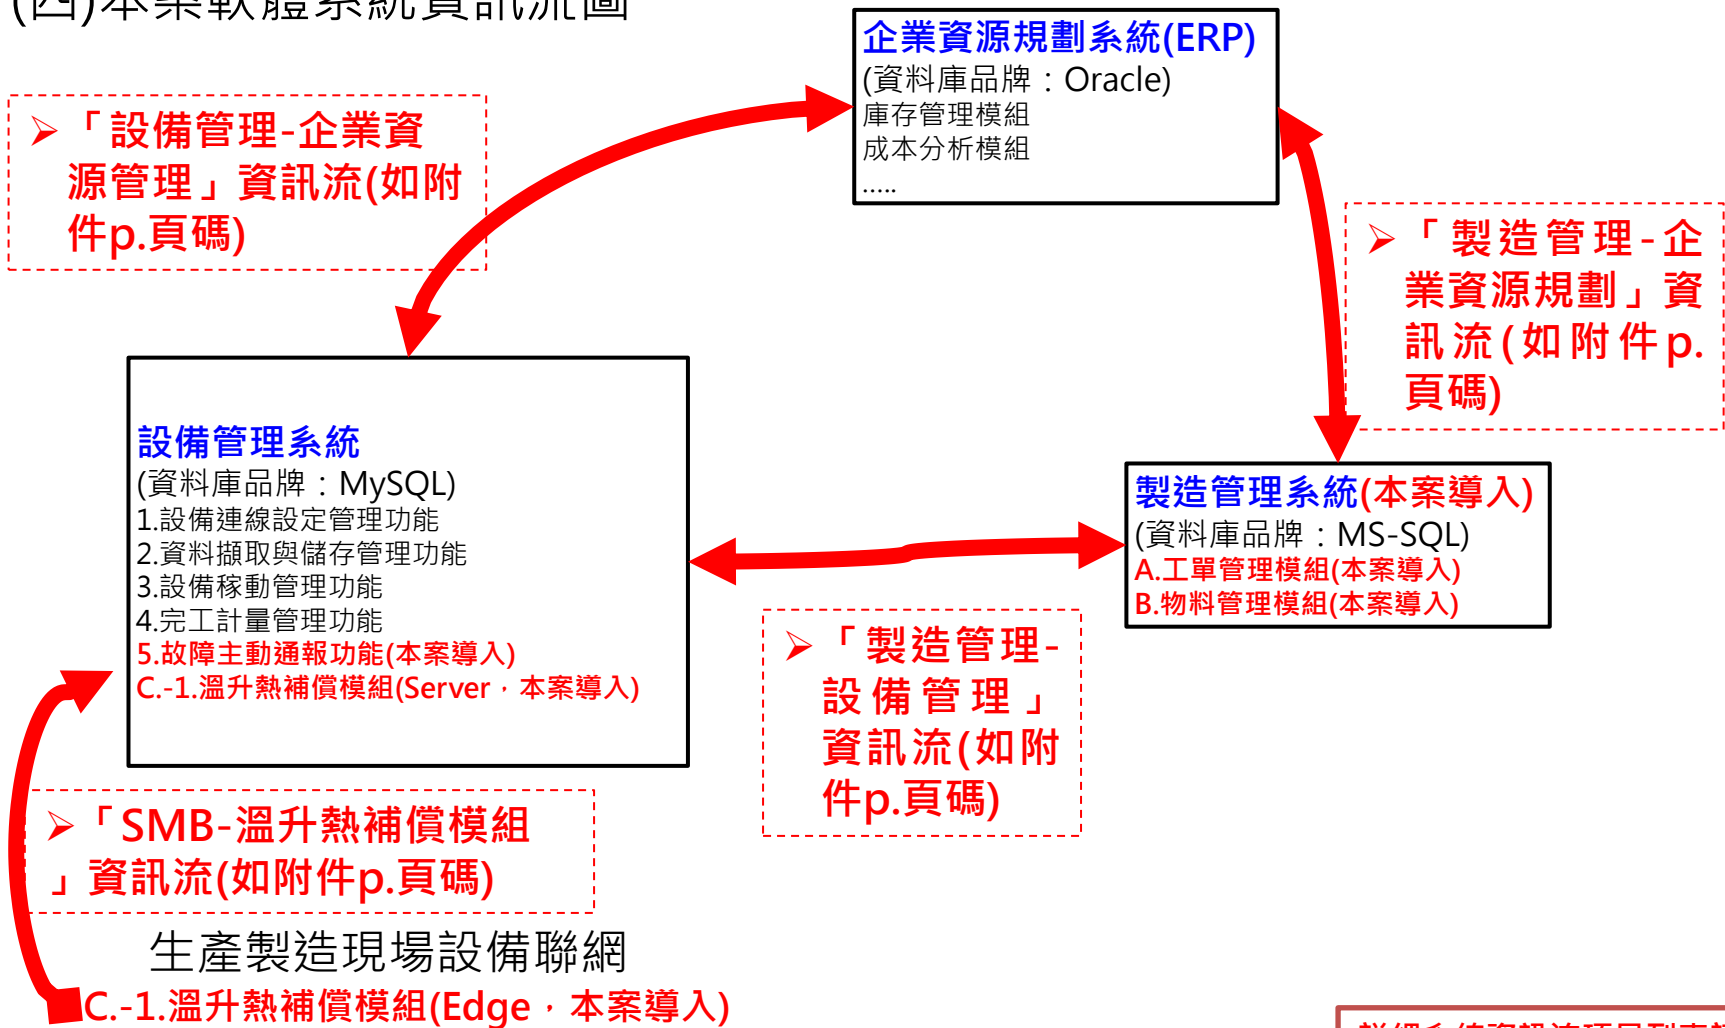 (四)本案軟體系統資訊流圖
企業資源規劃系統(ERP)
(資料庫品牌：Oracle)
庫存管理模組
成本分析模組
.....
➢「設備管理-企業資
源管理」資訊流(如附
件p.頁碼)
➢「製造管理-企
業資源規劃」資
訊流(如附件p.
頁碼)
設備管理系統
(資料庫品牌：MySQL)
1.設備連線設定管理功能
2.資料擷取與儲存管理功能
3.設備稼動管理功能
4.完工計量管理功能
5.故障主動通報功能(本案導入)
C.-1.溫升熱補償模組(Server，本案導入)
製造管理系統(本案導入)
(資料庫品牌：MS-SQL)
A.工單管理模組(本案導入)
B.物料管理模組(本案導入)
➢「製造管理-
設備管理」
資訊流(如附
件p.頁碼)
➢「SMB-溫升熱補償模組
」資訊流(如附件p.頁碼)
生產製造現場設備聯網
C.-1.溫升熱補償模組(Edge，本案導入)